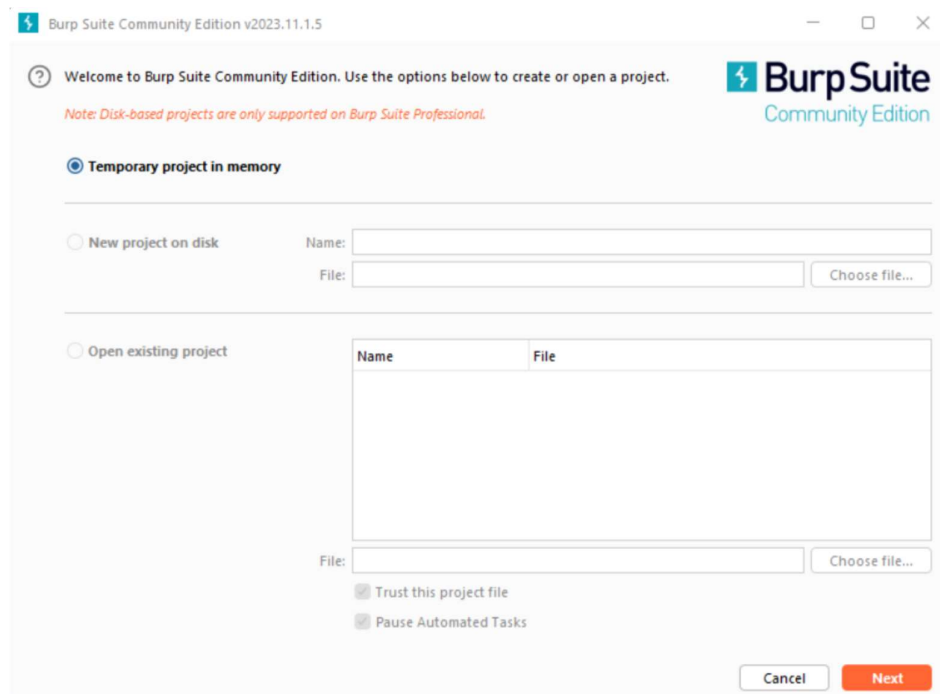 Burp Suite Community Edition v2023.11.1.5
Welcome to Burp Suite Community Edition. Use the options below to create or open a project.
Note: Disk-based projects are only supported on Burp Suite Professional.
Burp Suite
Community Edition
Temporary project in memory
New project on disk
Name:
File:
Choose file...
Open existing project
Name File
File:
Choose file...
Trust this project file
Pause Automated Tasks
Cancel
Next